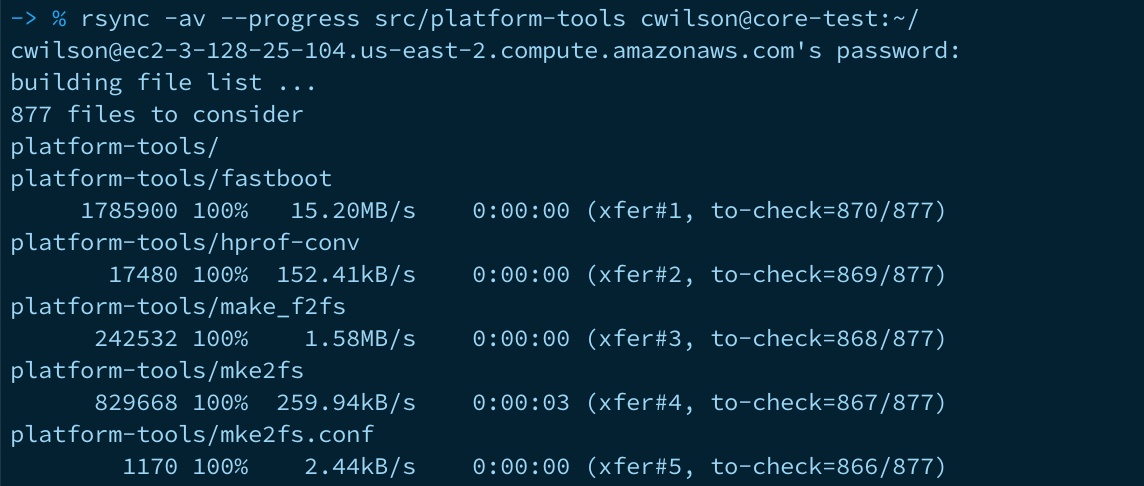 -> % rsync -av --progress src/platform-tools cwilson@core-test:~/
cwilson@ec2-3-128-25-104.us-east-2.compute.amazonaws.com's password:
building file list ...
877 files to consider
platform-tools/
platform-tools/fastboot
     1785900 100%   15.20MB/s    0:00:00 (xfer#1, to-check=870/877)
platform-tools/hprof-conv
       17480 100%  152.41kB/s    0:00:00 (xfer#2, to-check=869/877)
platform-tools/make_f2fs
      242532 100%    1.58MB/s    0:00:00 (xfer#3, to-check=868/877)
platform-tools/mke2fs
      829668 100%  259.94kB/s    0:00:03 (xfer#4, to-check=867/877)
platform-tools/mke2fs.conf
        1170 100%    2.44kB/s    0:00:00 (xfer#5, to-check=866/877)